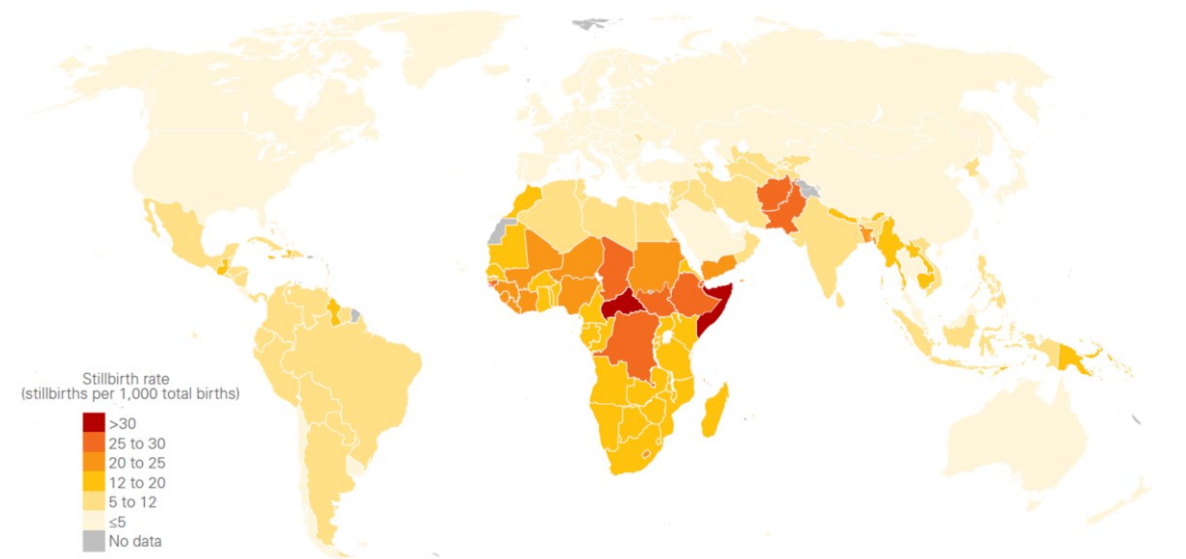 Stillbirth rate
(stillbirths per 1,000 total births)
>30
25 to 30
20 to 25
12 to 20
5 to 12
≤5
No data